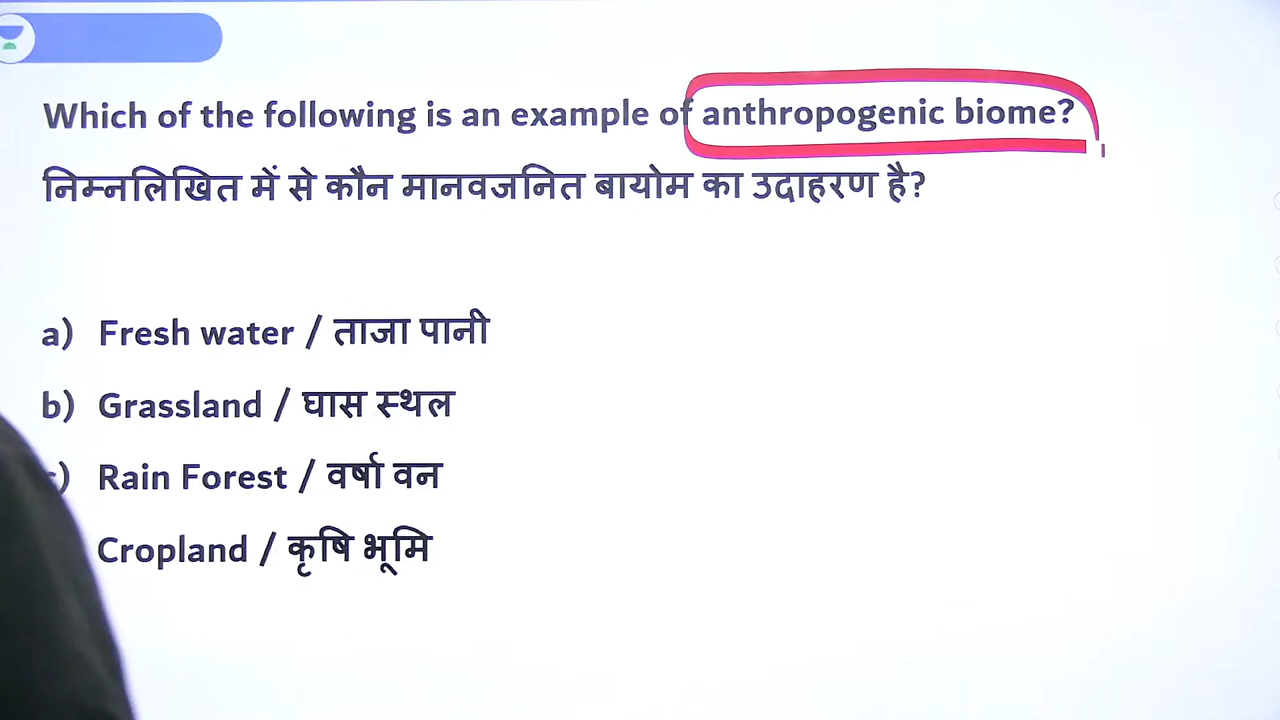 Which of the following is an example of anthropogenic biome?
निम्नलिखित में से कौन मानवजनित बायोम का उदाहरण है?
a) Fresh water / ताजा पानी
b) Grassland / घास स्थल
) Rain Forest / वर्षा वन
Cropland / कृषि भूमि